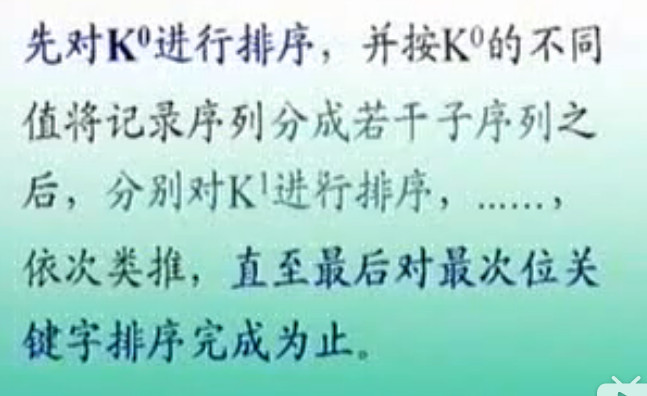 先对K⁰进行排序，并按K⁰的不同
值将记录序列分成若干子序列之
后，分别对K¹进行排序，......，
依次类推，直至最后对最次位关
键字排序完成为止。